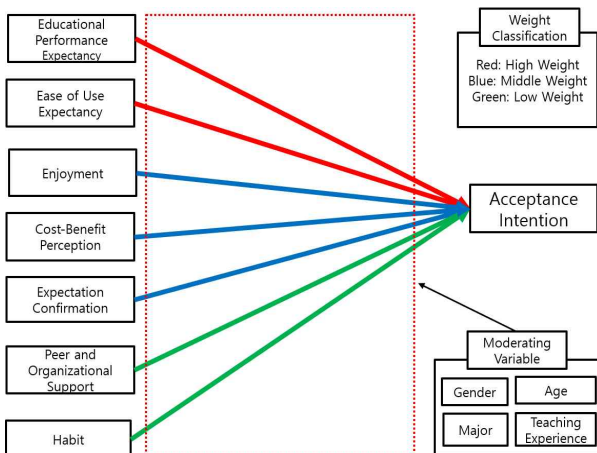 Educational
Performance
Expectancy
Ease of Use
Expectancy
Enjoyment
Cost-Benefit
Perception
Expectation
Confirmation
Peer and
Organizational
Support
Habit
Weight
Classification
Red: High Weight
Blue: Middle Weight
Green: Low Weight
Acceptance
Intention
Moderating
Variable
Gender
Age
Major
Teaching
Experience